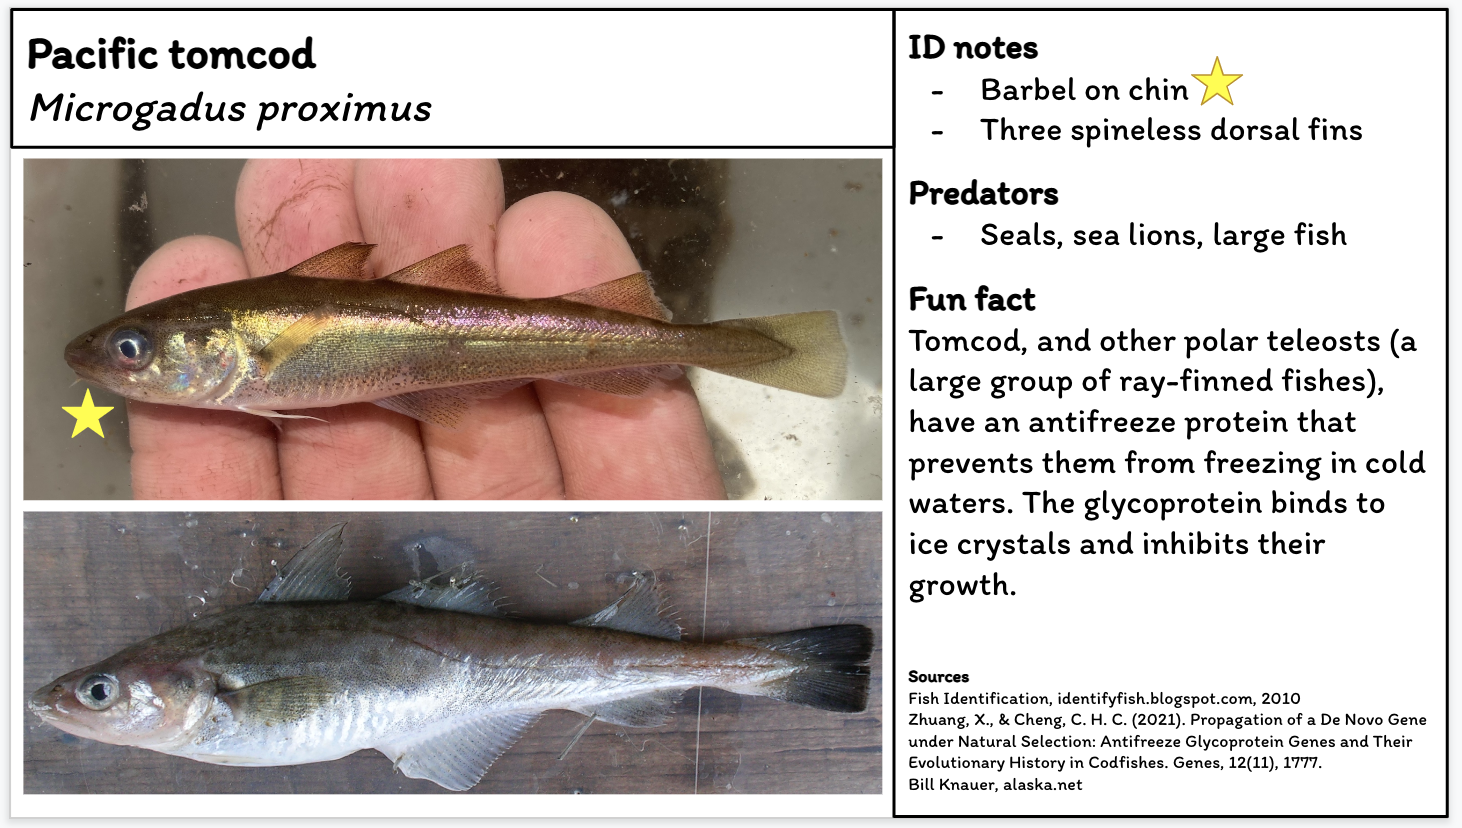 Pacific tomcod
Microgadus proximus
ID notes
- Barbel on chin
- Three spineless dorsal fins
Predators
- Seals, sea lions, large fish
Fun fact
Tomcod, and other polar teleosts (a
large group of ray-finned fishes),
have an antifreeze protein that
prevents them from freezing in cold
waters. The glycoprotein binds to
ice crystals and inhibits their
growth.
Sources
Fish Identification, identifyfish.blogspot.com, 2010
Zhuang, X., & Cheng, C. H. C. (2021). Propagation of a De Novo Gene
under Natural Selection: Antifreeze Glycoprotein Genes and Their
Evolutionary History in Codfishes. Genes, 12(11), 1777.
Bill Knauer, alaska.net